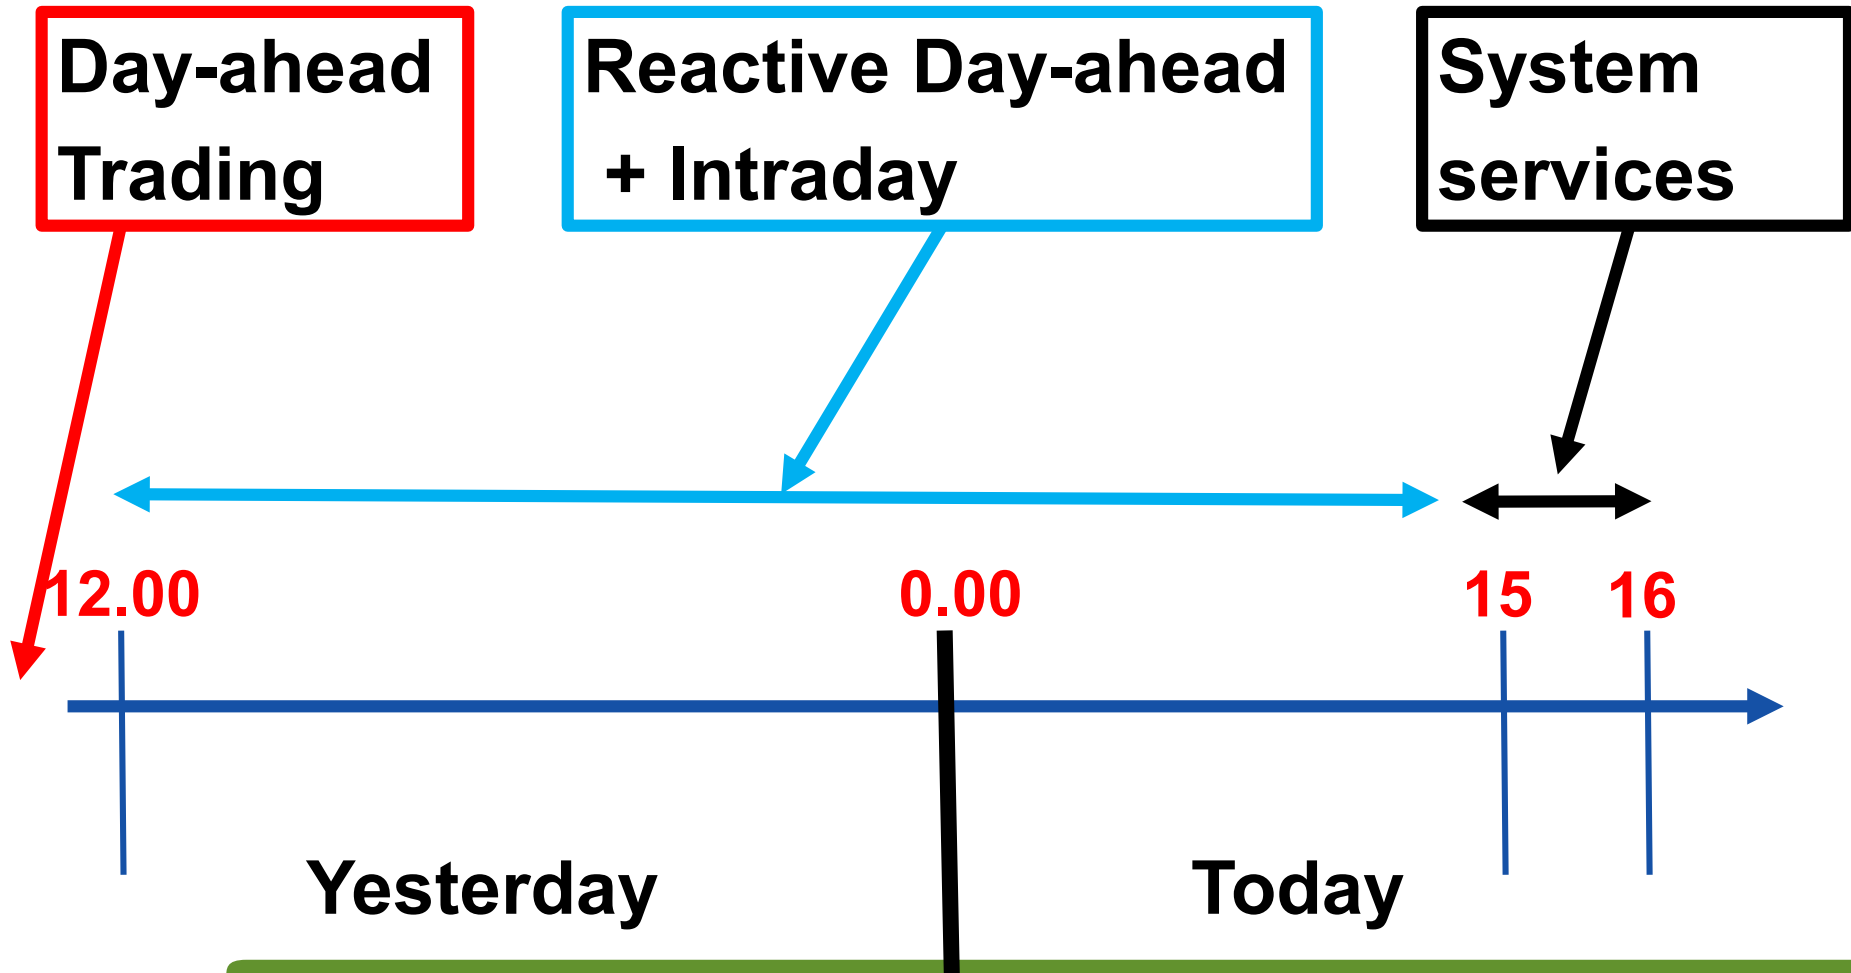 Day-ahead
Trading
Reactive Day-ahead
+ Intraday
System
services
12.00
0.00
15
16
Yesterday
Today